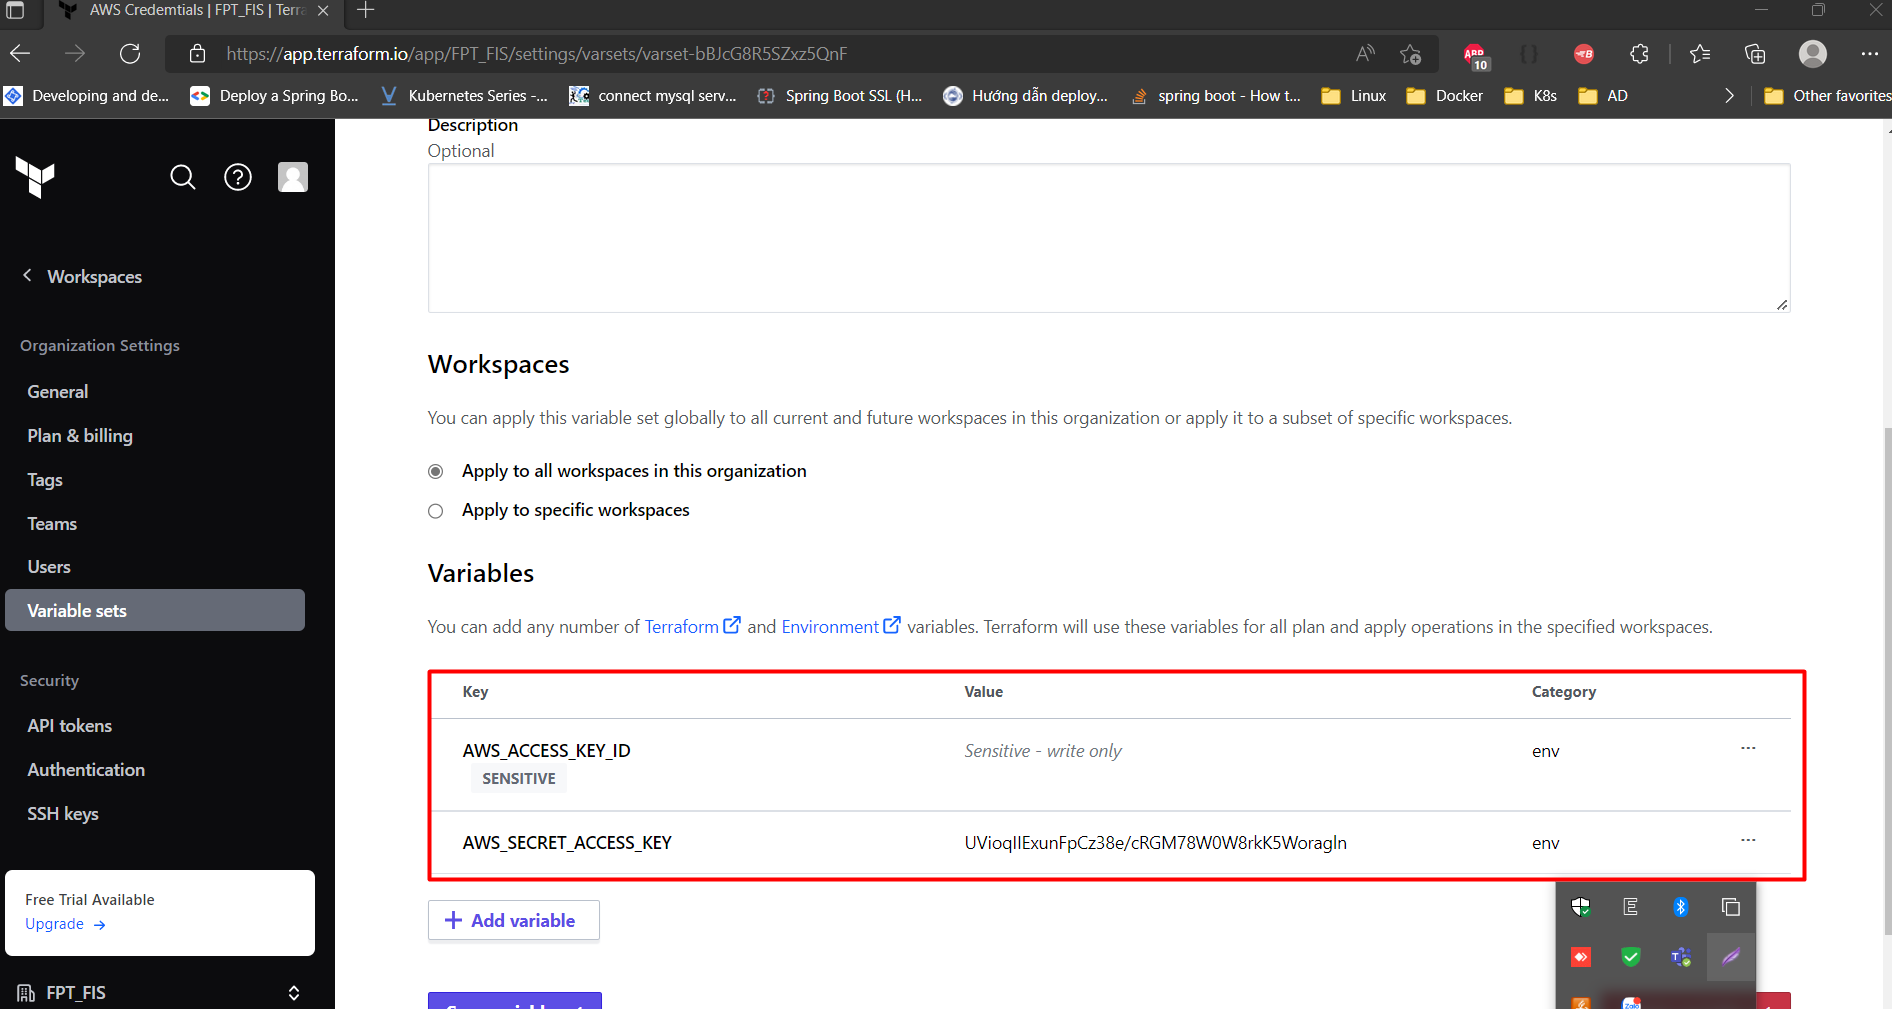 AWS Credemtials | FPT_FIS | Terra
https://app.terraform.io/app/FPT_FIS/settings/varsets/varset-bBJcG8R5SZxz5QnF
A))
ABP
10
B
Developing and de... Deploy a Spring Bo... Kubernetes Series -... connect mysql serv... Spring Boot SSL (H... Hướng dẫn deploy... spring boot - How t... Linux Docker K8s AD Other favorites
Description
Optional
Workspaces
Organization Settings
General
Plan & billing
Tags
Teams
Users
Variable sets
Security
API tokens
Authentication
SSH keys
Free Trial Available
Upgrade →
FPT_FIS
Workspaces
You can apply this variable set globally to all current and future workspaces in this organization or apply it to a subset of specific workspaces.
Apply to all workspaces in this organization
Apply to specific workspaces
Variables
You can add any number of Terraform and Environment variables. Terraform will use these variables for all plan and apply operations in the specified workspaces.
Key Value Category
AWS_ACCESS_KEY_ID Sensitive - write only env ...
SENSITIVE
AWS_SECRET_ACCESS_KEY env ...
+ Add variable
E
Zalo